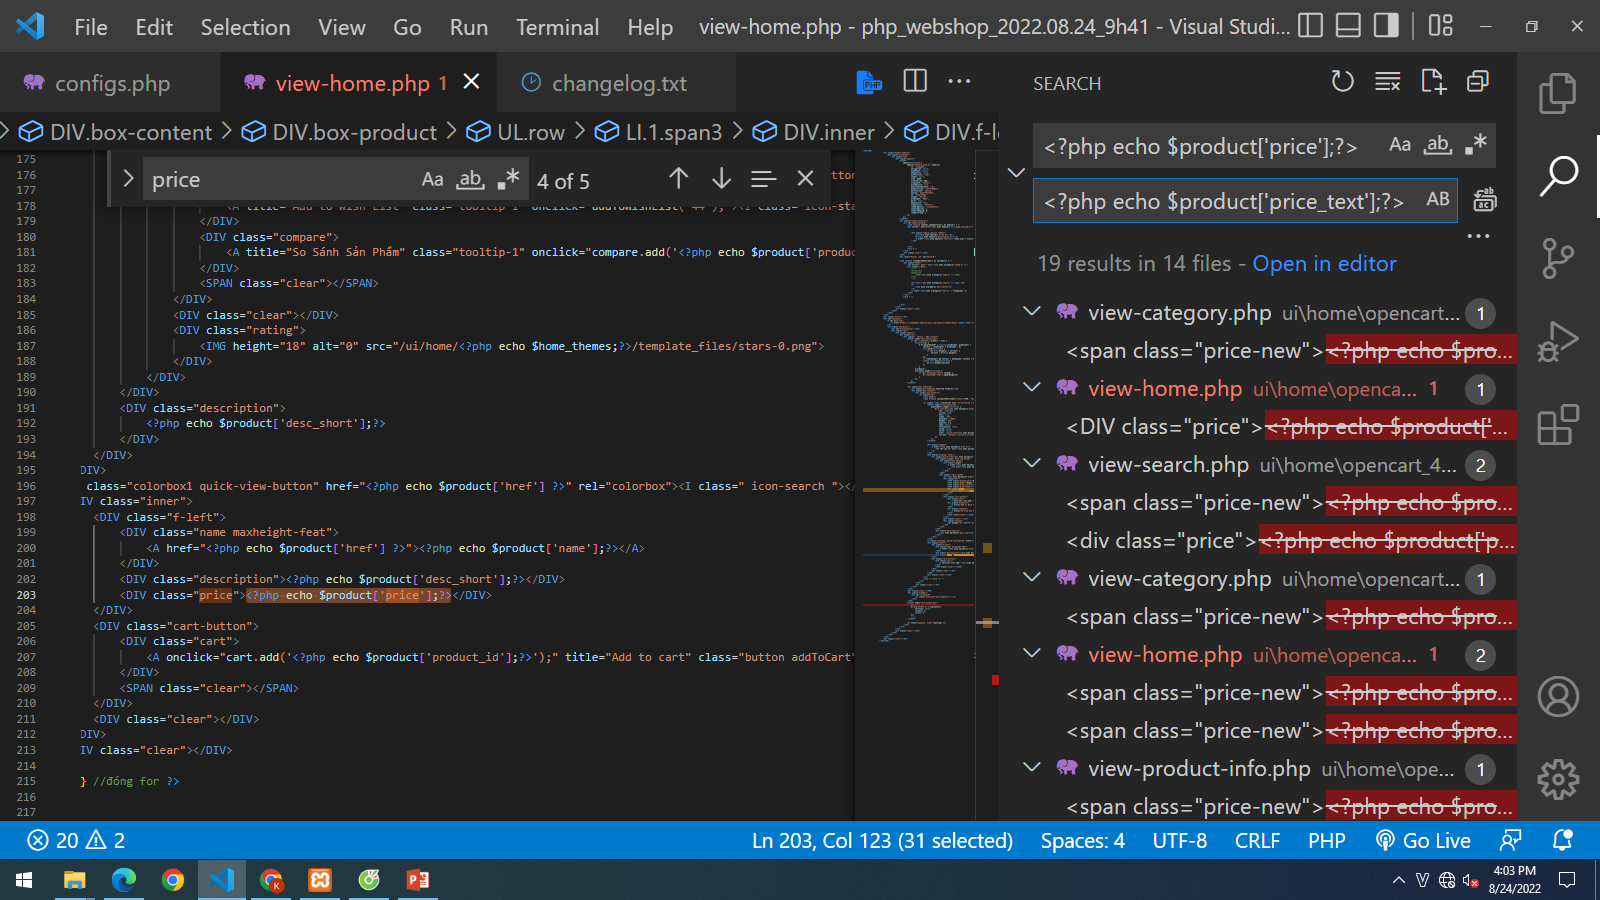 File Edit Selection View Go Run Terminal Help view-home.php - php_webshop_2022.08.24_9h41 - Visual Studi...
configs.php view-home.php 1 changelog.txt
DIV.box-content DIV.box-product UL.row LI.1.span3 DIV.inner DIV.f-l
price Aa ab 4 of 5
175
176
177
178
179 </DIV>
180 <DIV class="compare">
181 <A title="So Sánh Sản Phẩm" class="tooltip-1" onclick="compare.add('<?php echo $product['produc
182 </DIV>
183 <SPAN class="clear"></SPAN>
184 </DIV>
185 <DIV class="clear"></DIV>
186 <DIV class="rating">
187 <IMG height="18" alt="0" src="/ui/home/<?php echo $home_themes;?>/template_files/stars-0.png">
188 </DIV>
189 </DIV>
190 </DIV>
191 <DIV class="description">
192 <?php echo $product['desc_short'];?>
193 </DIV>
194 </DIV>
195 DIV>
196 class="colorbox1 quick-view-button" href="<?php echo $product['href'] ?>" rel="colorbox"><I class=" icon-search "></
197 IV class="inner">
198 <DIV class="f-left">
199 <DIV class="name maxheight-feat">
200 <A href="<?php echo $product['href'] ?>"><?php echo $product['name'];?></A>
201 </DIV>
202 <DIV class="description"><?php echo $product['desc_short'];?></DIV>
203 <DIV class="price"><?php echo $product['price'];?></DIV>
204 </DIV>
205 <DIV class="cart-button">
206 <DIV class="cart">
207 <A onclick="cart.add('<?php echo $product['product_id'];?>');" title="Add to cart" class="button addToCart"
208 </DIV>
209 <SPAN class="clear"></SPAN>
210 </DIV>
211 <DIV class="clear"></DIV>
212 DIV>
213 IV class="clear"></DIV>
214
215 } //đóng for ?>
216
217
SEARCH
<?php echo $product['price'];?> Aa ab
<?php echo $product['price_text'];?> AB
19 results in 14 files - Open in editor
view-category.php ui\home\opencart... 1
<span class="price-new"><?php echo $pro...
view-home.php ui\home\openca... 1 1
<DIV class="price"><?php echo $product['...
view-search.php ui\home\opencart_4... 2
<span class="price-new"><?php echo $pro...
<div class="price"><?php echo $product['p...
view-category.php ui\home\opencart... 1
<span class="price-new"><?php echo $pro...
view-home.php ui\home\openca... 1 2
<span class="price-new"><?php echo $pro...
<span class="price-new"><?php echo $pro...
view-product-info.php ui\home\ope... 1
<span class="price-new"><?php echo $pro...
20 2 Ln 203, Col 123 (31 selected) Spaces: 4 UTF-8 CRLF PHP Go Live
4:03 PM
8/24/2022